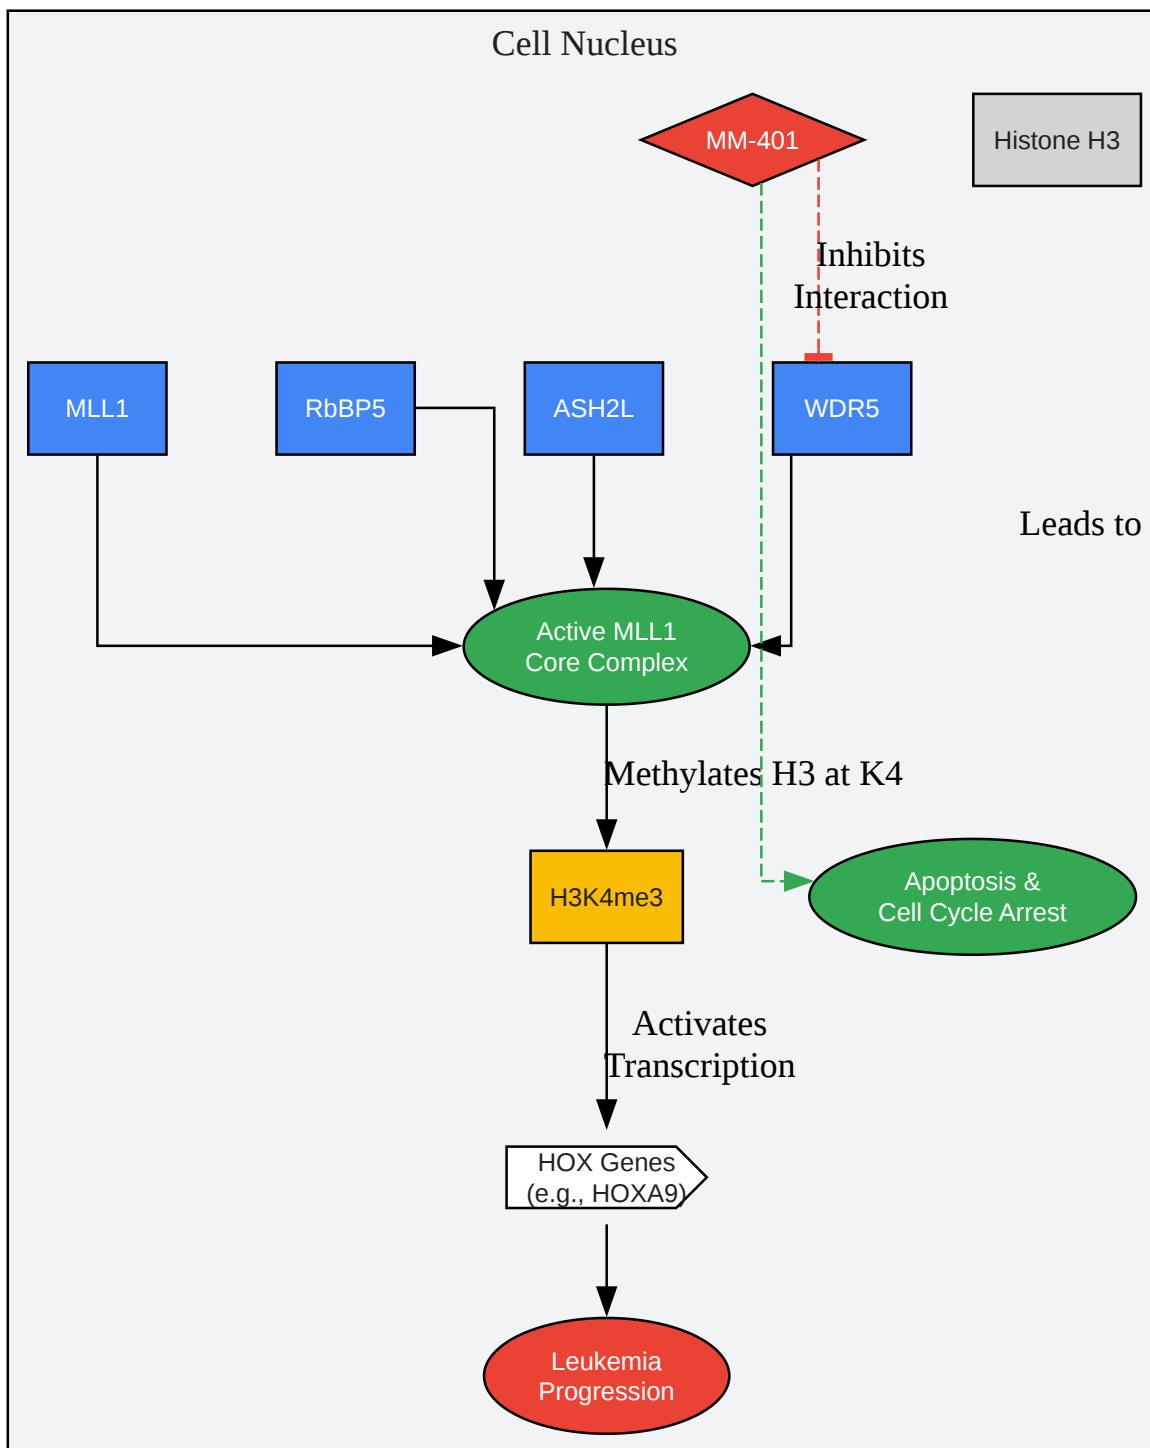 Cell Nucleus
MM-401
Histone H3
Inhibits
Interaction
MLL1
RbBP5
ASH2L
WDR5
Leads to
Active MLL1
Core Complex
Methylates H3 at K4
H3K4me3
Apoptosis &
Cell Cycle Arrest
Activates
Transcription
HOX Genes
(e.g., HOXA9)
Leukemia
Progression